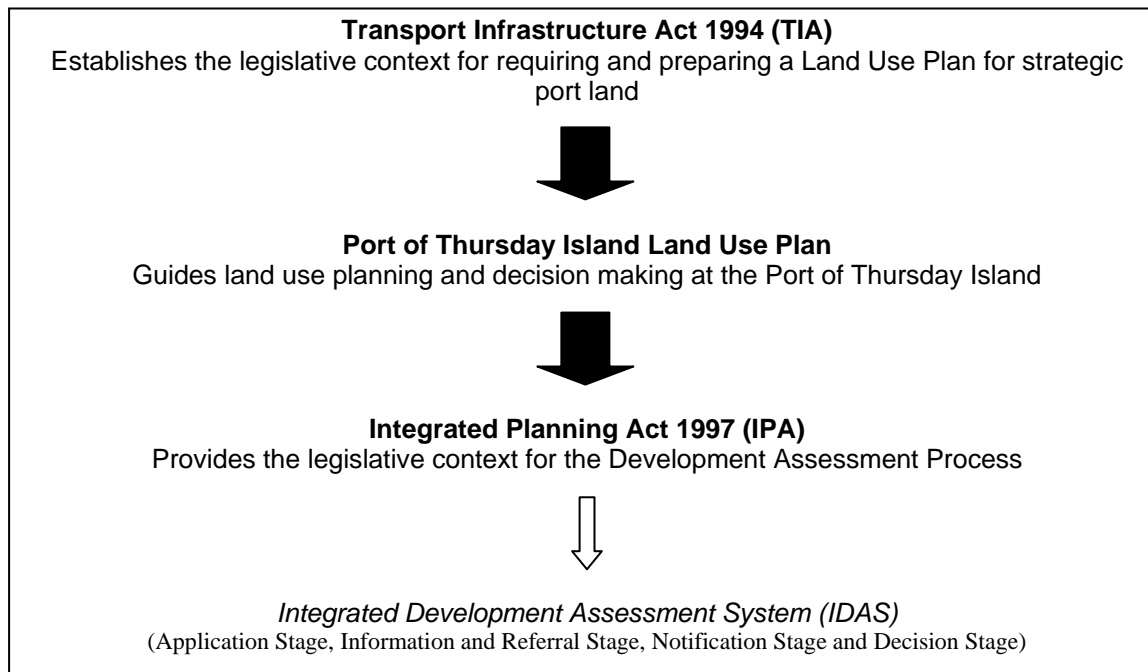 Transport Infrastructure Act 1994 (TIA)
Establishes the legislative context for requiring and preparing a Land Use Plan for strategic
port land
Port of Thursday Island Land Use Plan
Guides land use planning and decision making at the Port of Thursday Island
Integrated Planning Act 1997 (IPA)
Provides the legislative context for the Development Assessment Process
Integrated Development Assessment System (IDAS)
(Application Stage, Information and Referral Stage, Notification Stage and Decision Stage)